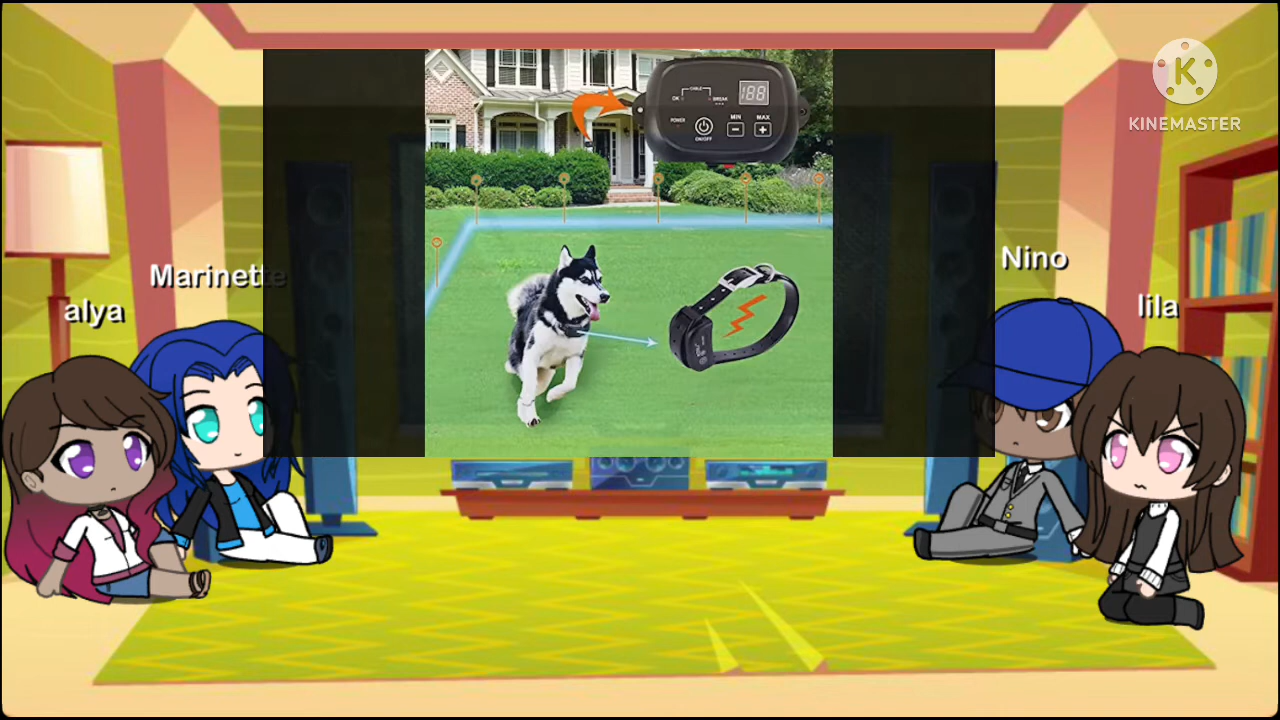 K
KINEMASTER
188
CABLE
OK
BREAK
POWER
MIN
MAX
ON/OFF
Marinette
alya
Nino
lila